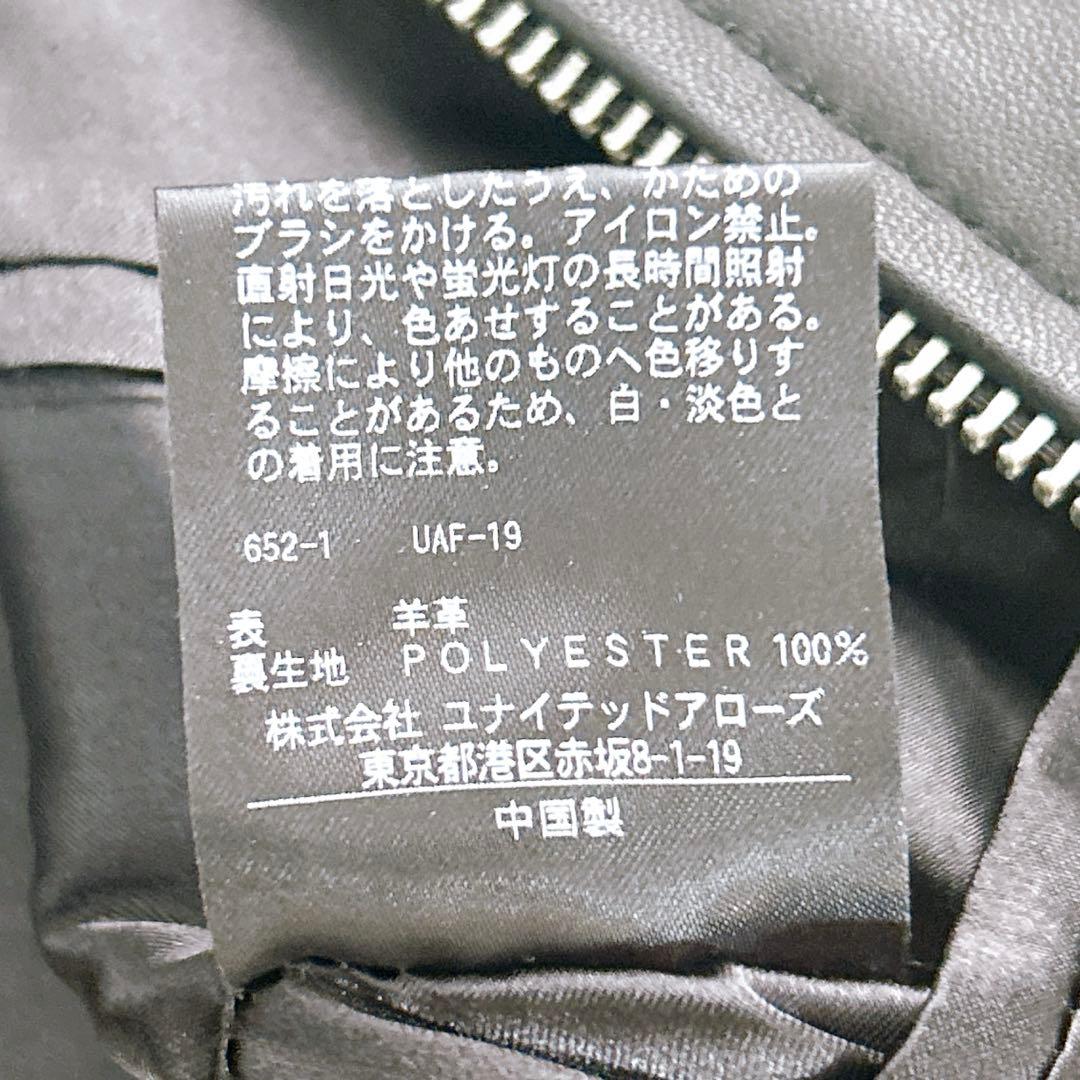 汚れを落としたうえ、かための
ブラシをかける。アイロン禁止。
直射日光や蛍光灯の長時間照射
により、色あせすることがある。
摩擦により他のものへ色移りす
ることがあるため、白・淡色と
の着用に注意。
652-1 UAF-19
表 羊革
裏生地 POLYESTER 100%
株式会社 ユナイテッドアローズ
東京都港区赤坂8-1-19
中国製